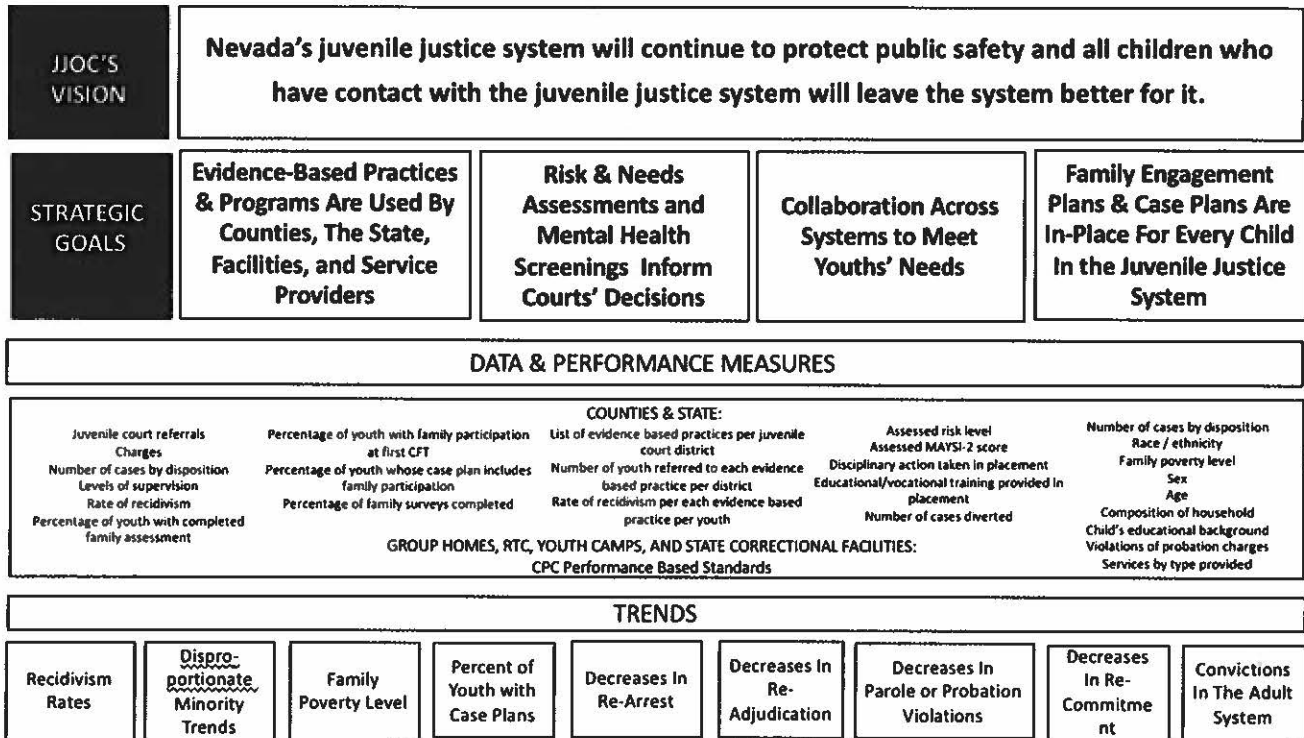 JJOC'S
VISION
Nevada's juvenile justice system will continue to protect public safety and all children who
have contact with the juvenile justice system will leave the system better for it.
STRATEGIC
GOALS
Evidence-Based Practices
& Programs Are Used By
Counties, The State,
Facilities, and Service
Providers
Risk & Needs
Assessments and
Mental Health
Screenings Inform
Courts' Decisions
Collaboration Across
Systems to Meet
Youths' Needs
Family Engagement
Plans & Case Plans Are
In-Place For Every Child
In the Juvenile Justice
System
DATA & PERFORMANCE MEASURES
COUNTIES & STATE:
Juvenile court referrals
Charges
Number of cases by disposition
Levels of supervision
Rate of recidivism
Percentage of youth with completed
family assessment
Percentage of youth with family participation
at first CFT
Percentage of youth whose case plan includes
family participation
Percentage of family surveys completed
List of evidence based practices per juvenile
court district
Number of youth referred to each evidence
based practice per district
Rate of recidivism per each evidence based
practice per youth
Assessed risk level
Assessed MAYSI-2 score
Disciplinary action taken in placement
Educational/vocational training provided in
placement
Number of cases diverted
Number of cases by disposition
Race / ethnicity
Family poverty level
Sex
Age
Composition of household
Child's educational background
Violations of probation charges
Services by type provided
GROUP HOMES, RTC, YOUTH CAMPS, AND STATE CORRECTIONAL FACILITIES:
CPC Performance Based Standards
TRENDS
Recidivism
Rates
Dispro-
portionate
Minority
Trends
Family
Poverty Level
Percent of
Youth with
Case Plans
Decreases In
Re-Arrest
Decreases In
Re-
Adjudication
Decreases In
Parole or Probation
Violations
Decreases
In Re-
Commitme
nt
Convictions
In The Adult
System